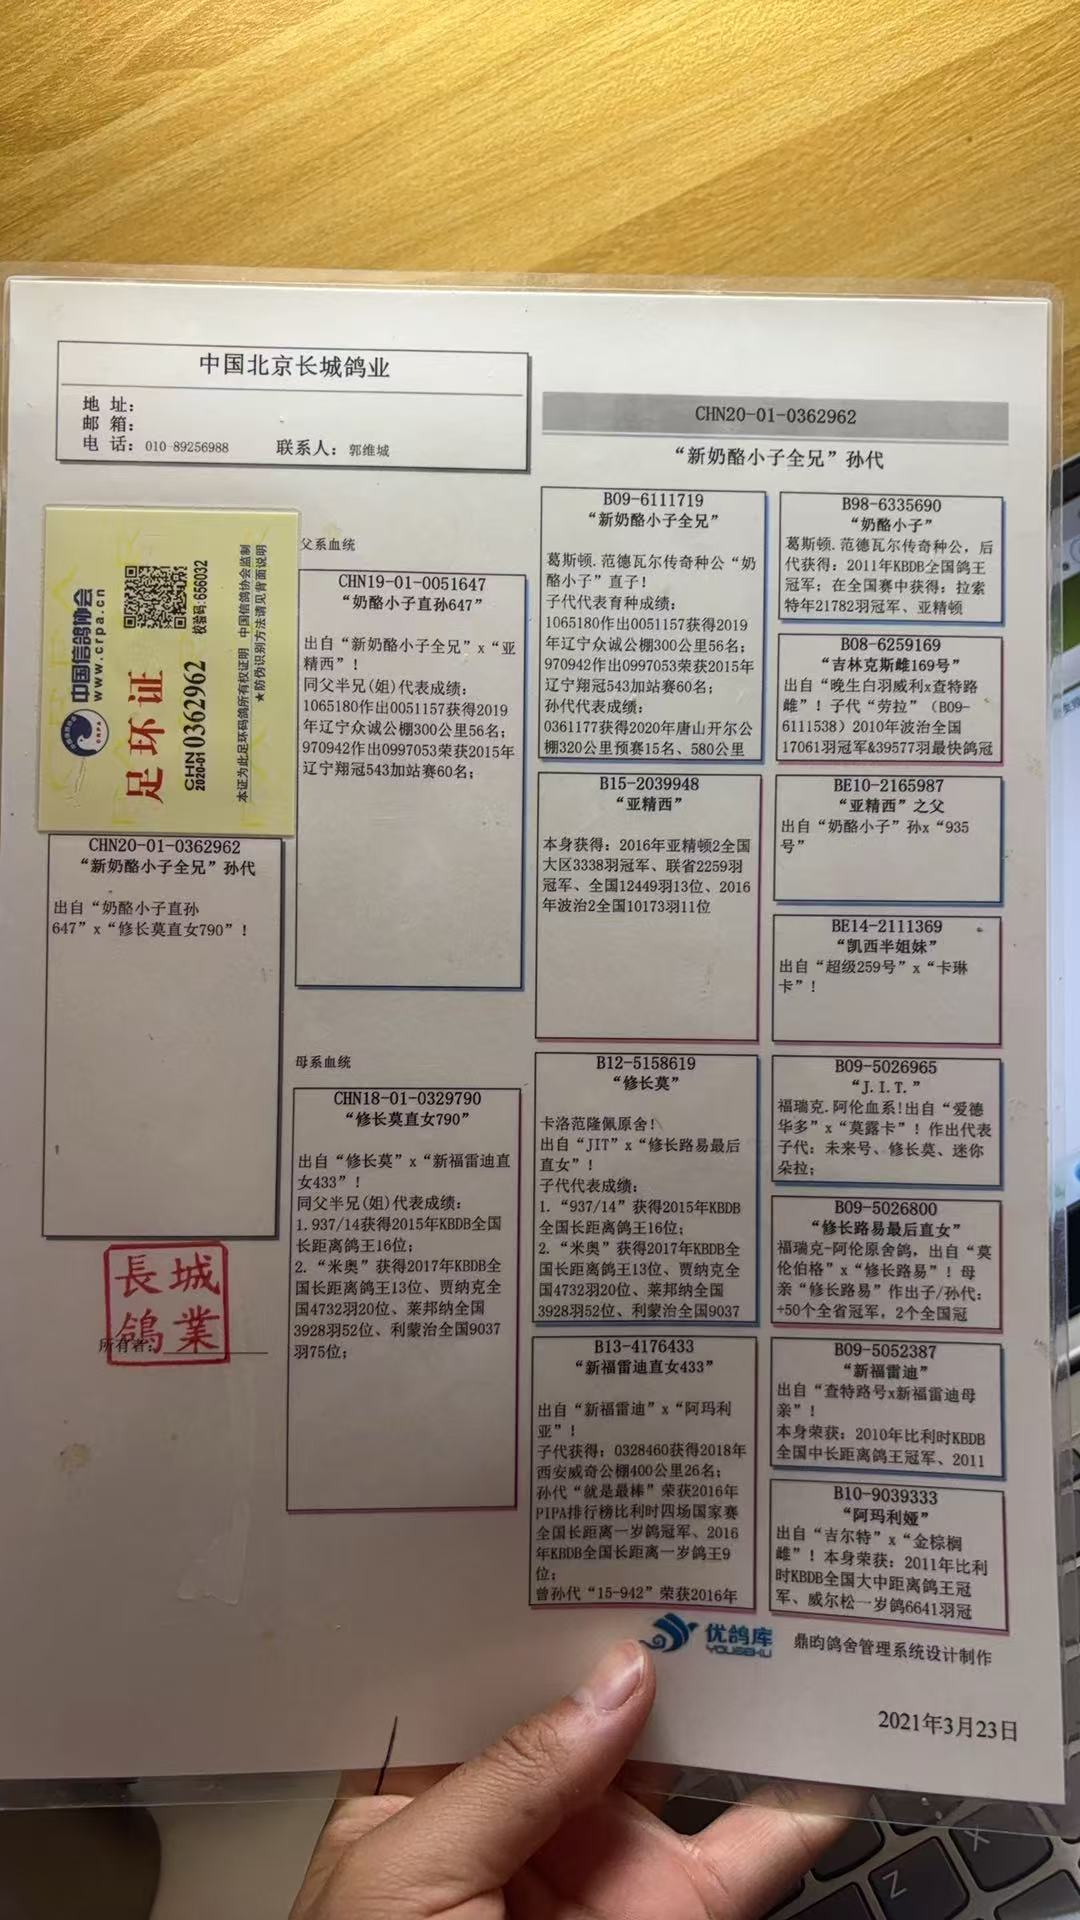 中国北京长城鸽业
地 址：
邮 箱：
电 话：010-89256988 联系人：郭维城
CHN20-01-0362962
“新奶酪小子全兄”孙代
中国信鸽协会
www.crpa.cn
CRPA
足环证
CHN 2020-01 0362962
校验码:656032
本证为此足环码鸽所有权证明 中国信鸽协会监制
★防伪识别方法请见背面说明
CHN20-01-0362962
“新奶酪小子全兄”孙代
出自“奶酪小子直孙
647”x“修长莫直女790”！
長城
鸽業
所有者:
父系血统
CHN19-01-0051647
“奶酪小子直孙647”
出自“新奶酪小子全兄”x“亚
精西”！
同父半兄(姐)代表成绩：
1065180作出0051157获得2019
年辽宁众诚公棚300公里56名；
970942作出0997053荣获2015年
辽宁翔冠543加站赛60名；
母系血统
CHN18-01-0329790
“修长莫直女790”
出自“修长莫”x“新福雷迪直
女433”！
同父半兄(姐)代表成绩：
1.937/14获得2015年KBDB全国
长距离鸽王16位；
2.“米奥”获得2017年KBDB全
国长距离鸽王13位、贾纳克全
国4732羽20位、莱邦纳全国
3928羽52位、利蒙治全国9037
羽75位；
B09-6111719
“新奶酪小子全兄”
葛斯顿.范德瓦尔传奇种公“奶
酪小子”直子！
子代代表育种成绩：
1065180作出0051157获得2019
年辽宁众诚公棚300公里56名；
970942作出0997053荣获2015年
辽宁翔冠543加站赛60名；
孙代代表成绩：
0361177获得2020年唐山开尔公
棚320公里预赛15名、580公里
B15-2039948
“亚精西”
本身获得：2016年亚精顿2全国
大区3338羽冠军、联省2259羽
冠军、全国12449羽13位、2016
年波治2全国10173羽11位
B12-5158619
“修长莫”
卡洛范隆佩原舍！
出自“JIT”x“修长路易最后
直女”！
子代代表成绩：
1.“937/14”获得2015年KBDB
全国长距离鸽王16位；
2.“米奥”获得2017年KBDB全
国长距离鸽王13位、贾纳克全
国4732羽20位、莱邦纳全国
3928羽52位、利蒙治全国9037
B13-4176433
“新福雷迪直女433”
出自“新福雷迪”x“阿玛利
亚”！
子代获得：0328460获得2018年
西安威奇公棚400公里26名；
孙代“就是最棒”荣获2016年
PIPA排行榜比利时四场国家赛
全国长距离一岁鸽冠军、2016
年KBDB全国长距离一岁鸽王9
位；
曾孙代“15-942”荣获2016年
B98-6335690
“奶酪小子”
葛斯顿.范德瓦尔传奇种公，后
代获得：2011年KBDB全国鸽王
冠军；在全国赛中获得：拉索
特年21782羽冠军、亚精顿
B08-6259169
“吉林克斯雌169号”
出自“晚生白羽威利x查特路
雌”！子代“劳拉”（B09-
6111538）2010年波治全国
17061羽冠军&39577羽最快鸽冠
BE10-2165987
“亚精西”之父
出自“奶酪小子”孙x“935
号”
BE14-2111369
“凯西半姐妹”
出自“超级259号”x“卡琳
卡”！
B09-5026965
“J.I.T.”
福瑞克.阿伦血系!出自“爱德
华多”x“莫露卡”！作出代表
子代：未来号、修长莫、迷你
朵拉；
B09-5026800
“修长路易最后直女”
福瑞克-阿伦原舍鸽，出自“莫
伦伯格”x“修长路易”！母
亲“修长路易”作出子/孙代：
+50个全省冠军，2个全国冠
B09-5052387
“新福雷迪”
出自“查特路号x新福雷迪母
亲”！
本身荣获：2010年比利时KBDB
全国中长距离鸽王冠军、2011
B10-9039333
“阿玛利娅”
出自“吉尔特”x“金棕榈
雌”！本身荣获：2011年比利
时KBDB全国大中距离鸽王冠
军、威尔松一岁鸽6641羽冠
优鸽库
YOUGEKU
鼎昀鸽舍管理系统设计制作
2021年3月23日
Z
X